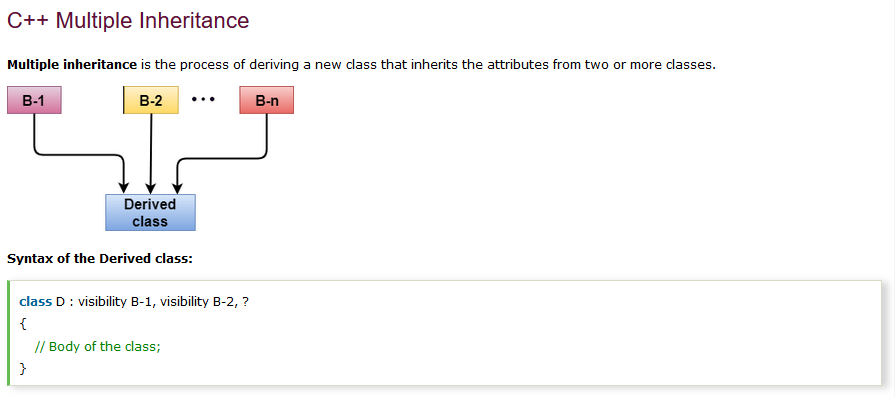 C++ Multiple Inheritance
Multiple inheritance is the process of deriving a new class that inherits the attributes from two or more classes.
B-1 B-2 ••• B-n
Derived
class
Syntax of the Derived class:
class D : visibility B-1, visibility B-2, ?
{
// Body of the class;
}